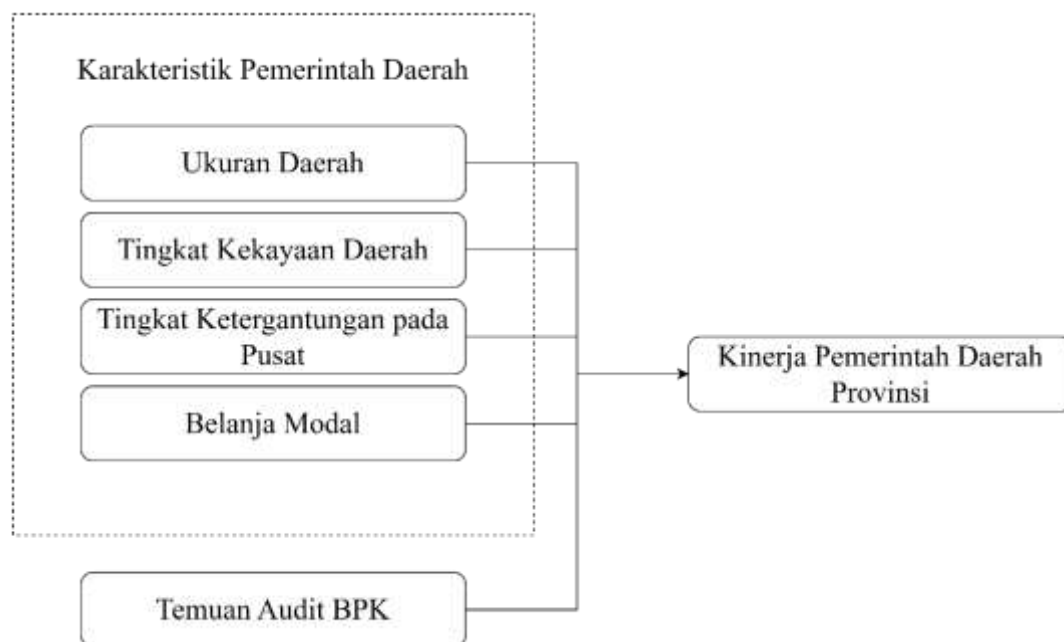 Karakteristik Pemerintah Daerah
Ukuran Daerah
Tingkat Kekayaan Daerah
Tingkat Ketergantungan pada
Pusat
Belanja Modal
Kinerja Pemerintah Daerah
Provinsi
Temuan Audit BPK